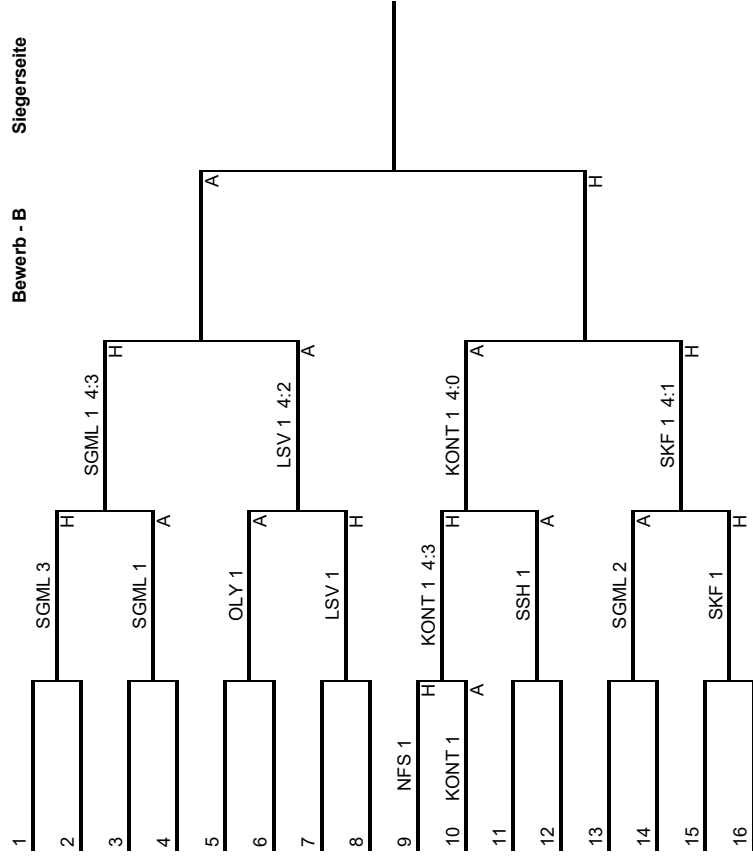 Bewerb - B Siegerseite
1
2
3
4
5
6
7
8
9 NFS 1 H
10 KONT 1 A
11
12
13
14
15
16
SGML 3 H
SGML 1 A
OLY 1 A
LSV 1 H
KONT 1 4:3 H
SSH 1 A
SGML 2 A
SKF 1 H
SGML 1 4:3 H
LSV 1 4:2 A
KONT 1 4:0 A
SKF 1 4:1 H
A
H